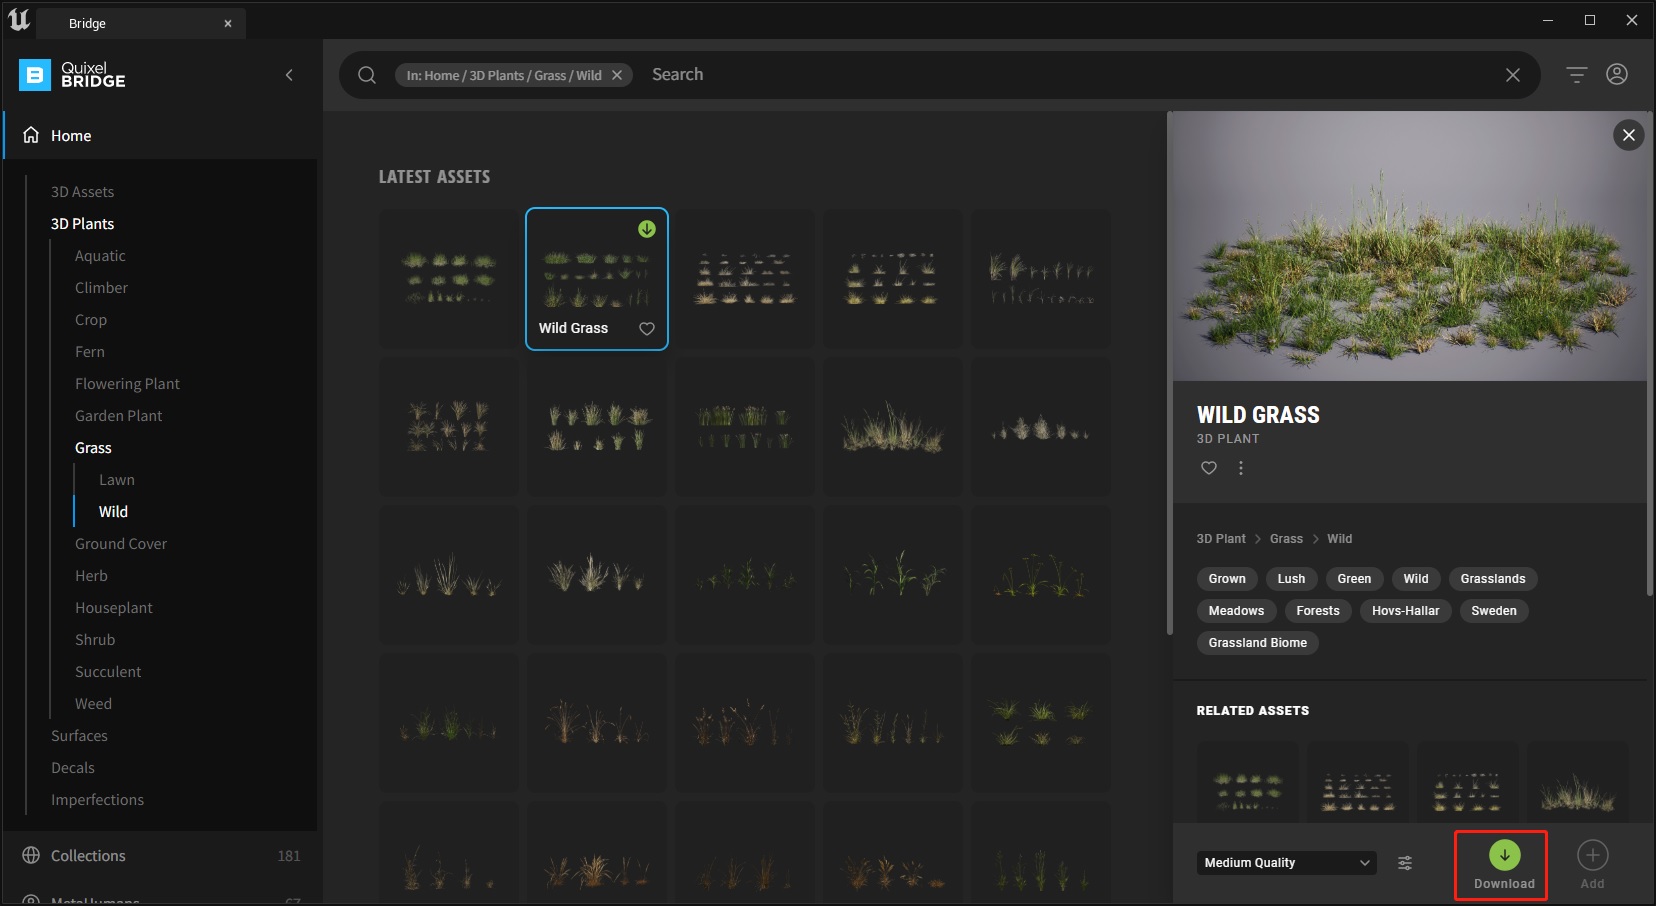 Bridge
Quixel
BRIDGE
In: Home / 3D Plants / Grass / Wild
Search
Home
3D Assets
3D Plants
Aquatic
Climber
Crop
Fern
Flowering Plant
Garden Plant
Grass
Lawn
Wild
Ground Cover
Herb
Houseplant
Shrub
Succulent
Weed
Surfaces
Decals
Imperfections
Collections 181
MetaHumans 67
LATEST ASSETS
Wild Grass
WILD GRASS
3D PLANT
3D Plant > Grass > Wild
Grown Lush Green Wild Grasslands
Meadows Forests Hovs-Hallar Sweden
Grassland Biome
RELATED ASSETS
Medium Quality
Download
Add